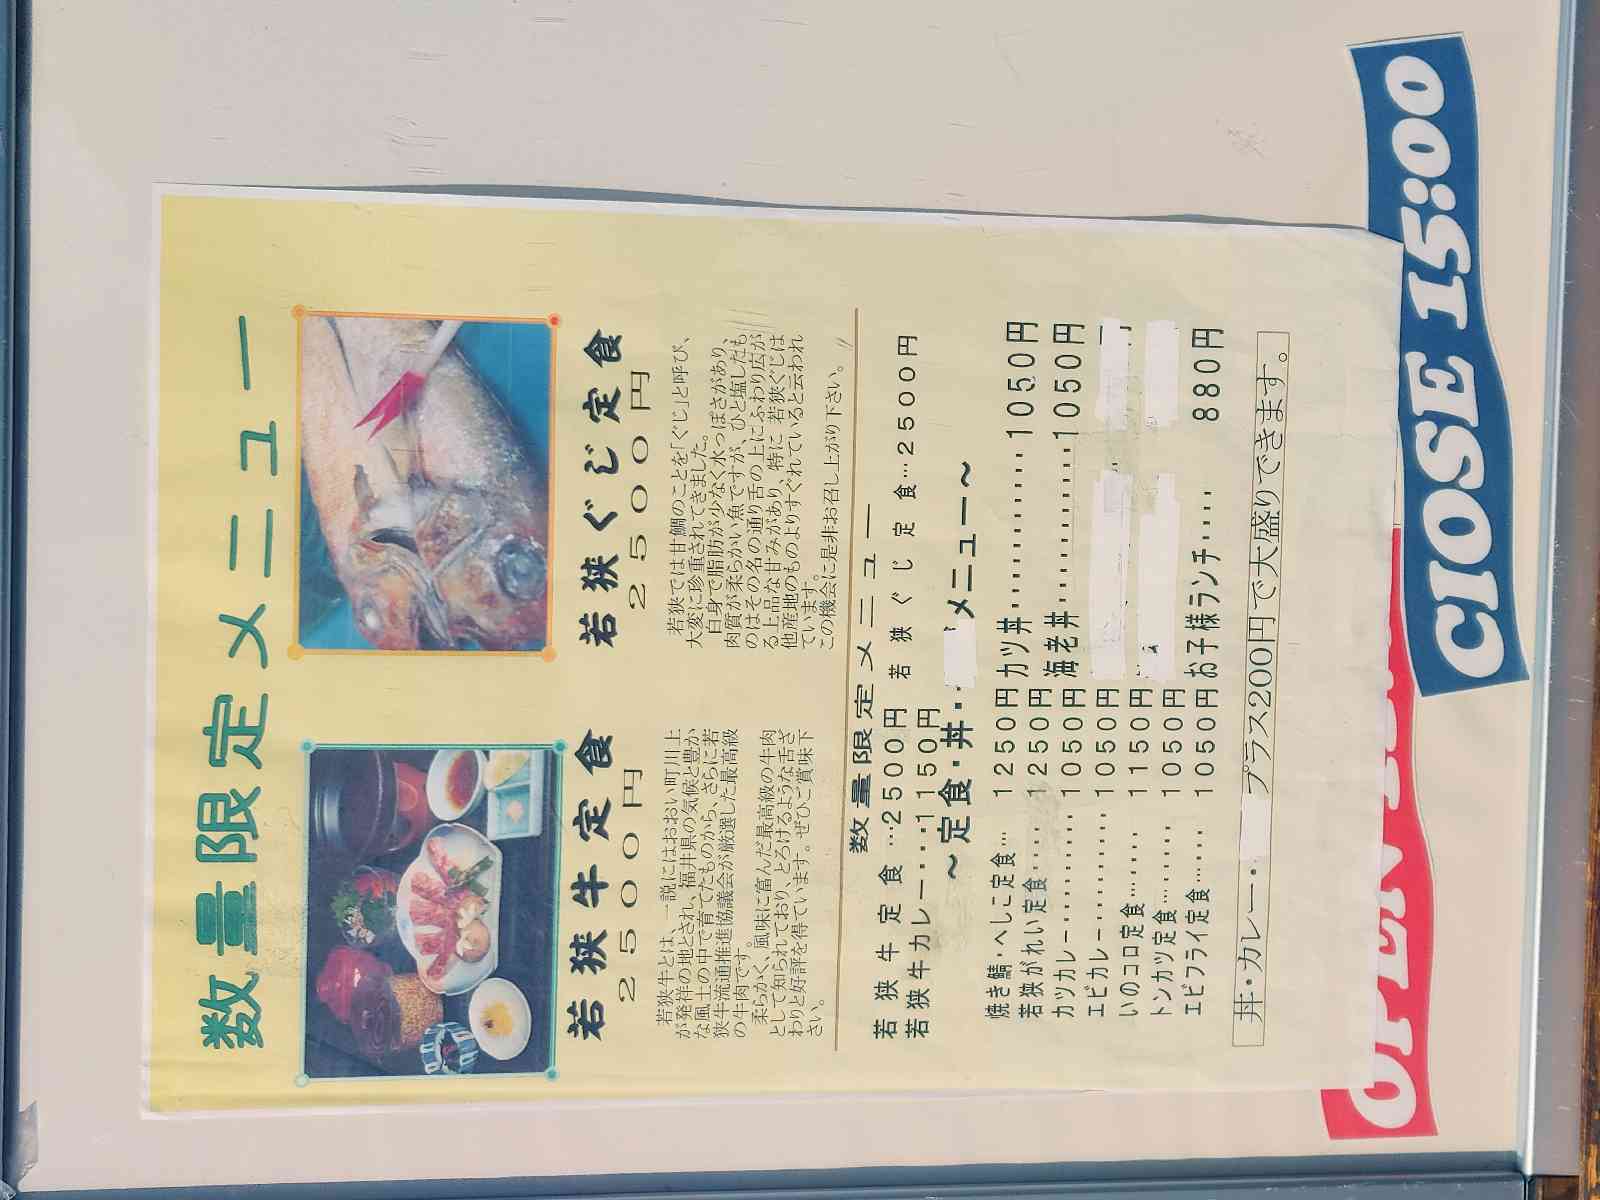 数量限定メニュー
若狭牛定食
2500円
若狭牛とは、一説にはおおい町川上
が発祥の地とされ、福井県の気候と豊か
な風土の中で育てたものから、さらに若
狭牛流通推進協議会が厳選した最高級
の牛肉です。
柔らかく、風味に富んだ最高級の牛肉
として知られており、とろけるような舌ざ
わりと好評を得ています。ぜひご賞味下
さい。
若狭ぐじ定食
2500円
若狭では甘鯛のことを「ぐじ」と呼び、
大変に珍重されてきました。
白身で脂肪が少なく水っぽさがあり、
肉質が柔らかい魚ですが、ひと塩したも
のはその名の通り舌の上にふわり広が
る上品な甘みがあり、特に若狭ぐじは
他産地のものよりすぐれていると云われ
ています。
この機会に是非お召し上がり下さい。
数量限定メニュー
若狭牛定食…2500円 若狭ぐじ定食…2500円
若狭牛カレー・・・・1150円
～定食・丼・・メニュー～
焼き鯖・へしこ定食… 1250円 カツ丼………… 1050円
若狭がれい定食…… 1250円 海老丼…………1050円
カツカレー………… 1050円
エビカレー………… 1050円
いのコロ定食…… 1150円
トンカツ定食…… 1050円
エビフライ定食…… 1050円 お子様ランチ…… 880円
丼・カレー・・プラス200円で大盛りできます。
OPEN
ClOSE 15:00